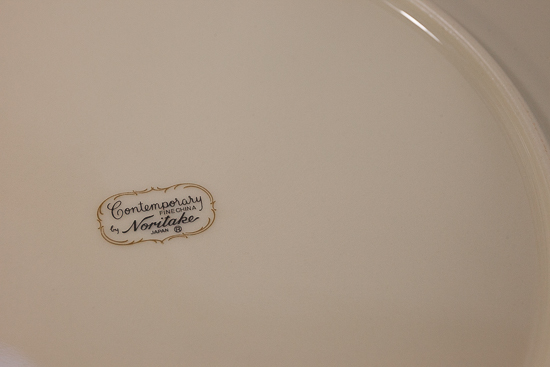 Contemporary
FINE CHINA
by Noritake
JAPAN Ⓡ